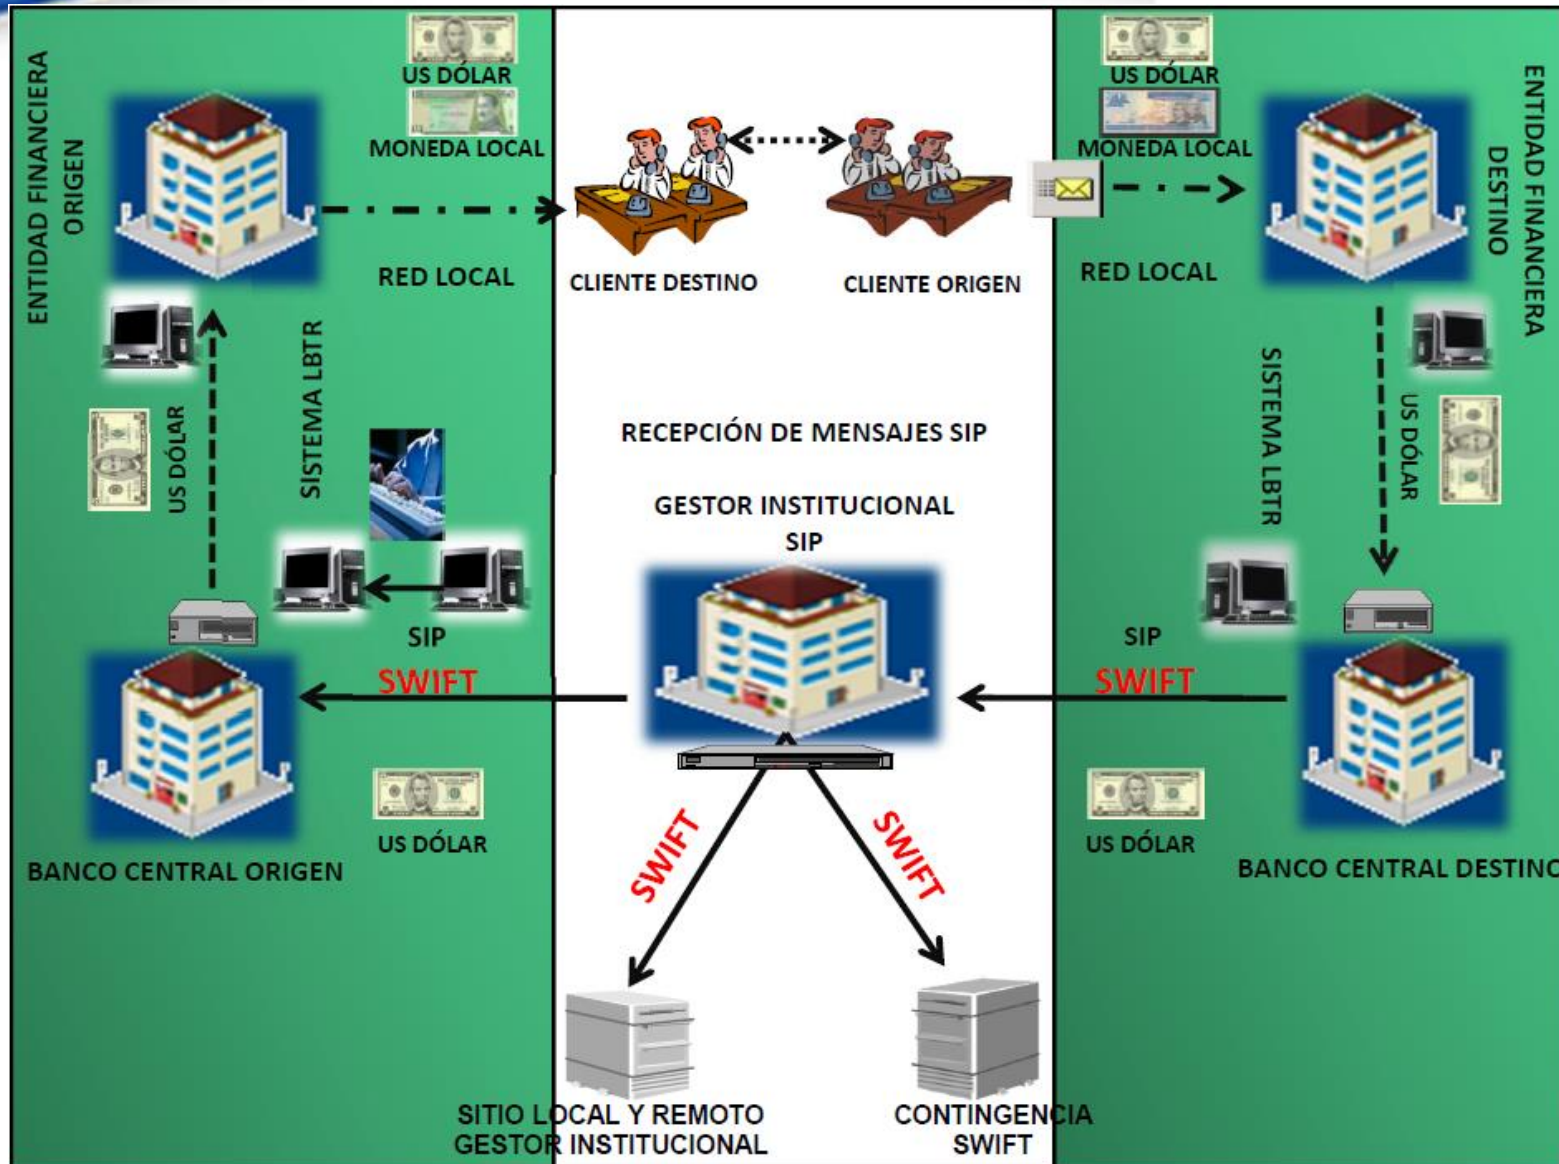 ENTIDAD FINANCIERA
ORIGEN
US DÓLAR
MONEDA LOCAL
RED LOCAL
SISTEMA LBTR
US DÓLAR
SIP
SWIFT
US DÓLAR
BANCO CENTRAL ORIGEN
CLIENTE DESTINO
CLIENTE ORIGEN
RECEPCIÓN DE MENSAJES SIP
GESTOR INSTITUCIONAL
SIP
SWIFT
SWIFT
SITIO LOCAL Y REMOTO
GESTOR INSTITUCIONAL
CONTINGENCIA
SWIFT
US DÓLAR
MONEDA LOCAL
ENTIDAD FINANCIERA
DESTINO
RED LOCAL
SISTEMA LBTR
US DÓLAR
SIP
SWIFT
US DÓLAR
BANCO CENTRAL DESTINO